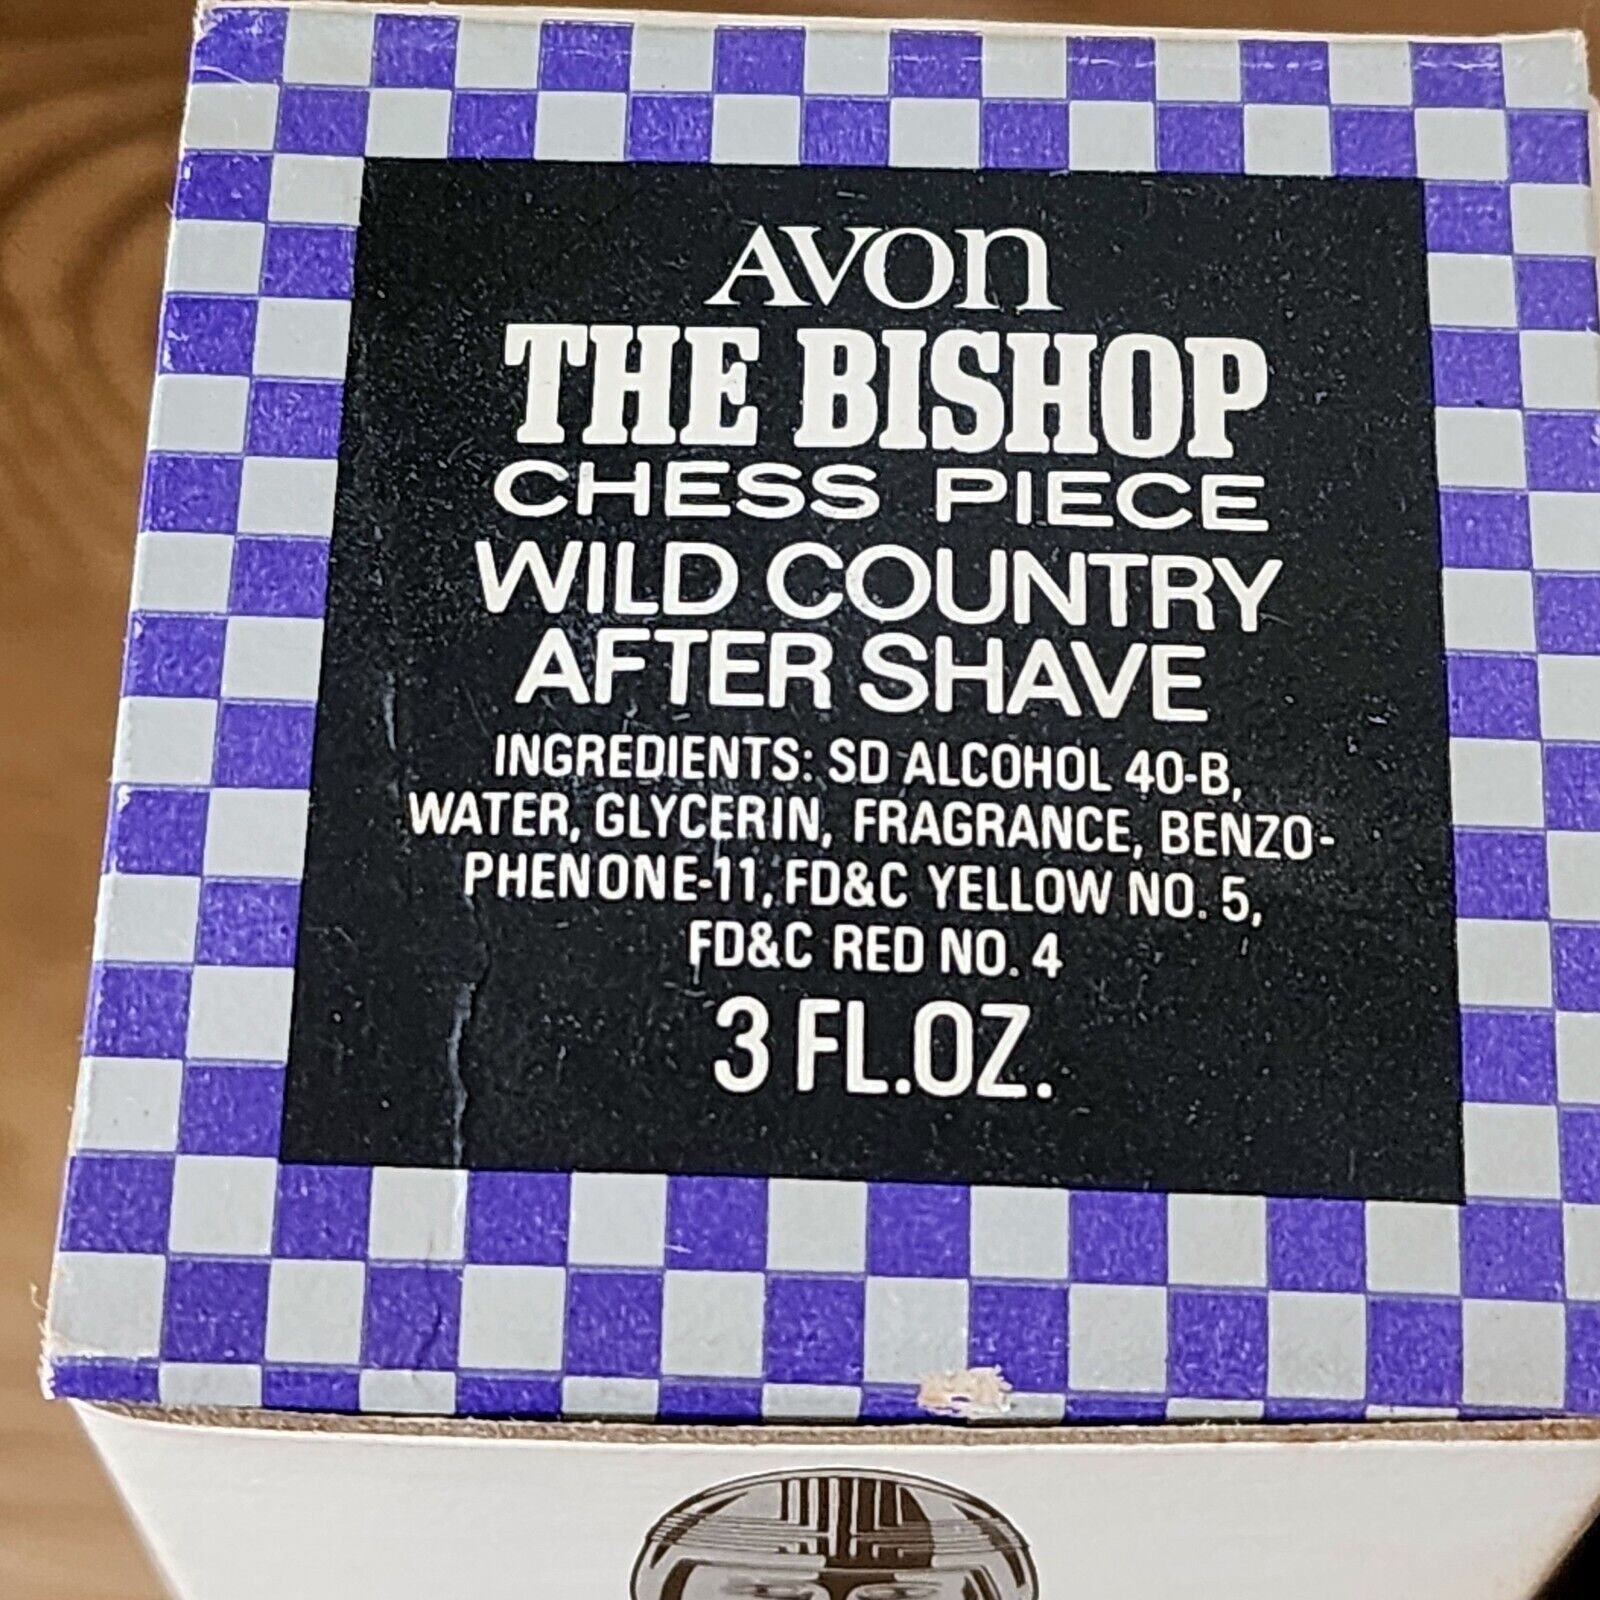 AVON
THE BISHOP
CHESS PIECE
WILD COUNTRY
AFTER SHAVE
INGREDIENTS: SD ALCOHOL 40-B,
WATER, GLYCERIN, FRAGRANCE, BENZO-
PHENONE-11, FD&C YELLOW NO. 5,
FD&C RED NO. 4
3 FL.OZ.